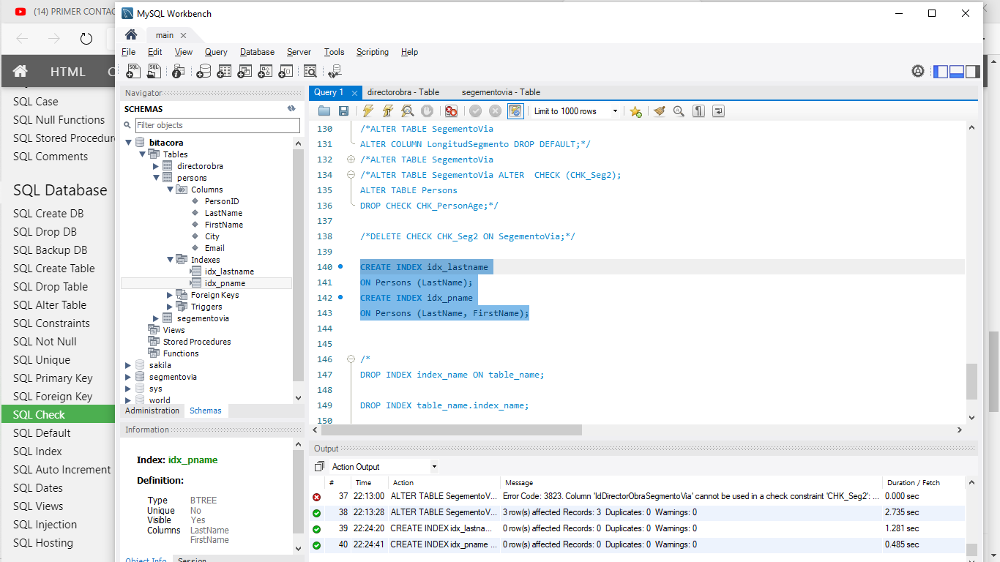 (14) PRIMER CONTAC
MySQL Workbench
main
File Edit View Query Database Server Tools Scripting Help
HTML
SQL Case
SQL Null Functions
SQL Stored Procedur
SQL Comments
SQL Database
SQL Create DB
SQL Drop DB
SQL Backup DB
SQL Create Table
SQL Drop Table
SQL Alter Table
SQL Constraints
SQL Not Null
SQL Unique
SQL Primary Key
SQL Foreign Key
SQL Check
SQL Default
SQL Index
SQL Auto Increment
SQL Dates
SQL Views
SQL Injection
SQL Hosting
Navigator
SCHEMAS
Filter objects
bitacora
Tables
directorobra
persons
Columns
PersonID
LastName
FirstName
City
Email
Indexes
idx_lastname
idx_pname
Foreign Keys
Triggers
segementovia
Views
Stored Procedures
Functions
sakila
segmentovia
sys
world
Administration Schemas
Information
Index: idx_pname
Definition:
Type BTREE
Unique No
Visible Yes
Columns LastName
FirstName
Object Info Session
Query 1 directorobra - Table segementovia - Table
Limit to 1000 rows
130 /*ALTER TABLE SegementoVia
131 ALTER COLUMN LongitudSegmento DROP DEFAULT;*/
132 /*ALTER TABLE SegementoVia
134 /*ALTER TABLE SegementoVia ALTER  CHECK (CHK_Seg2);
135 ALTER TABLE Persons
136 DROP CHECK CHK_PersonAge;*/
137
138 /*DELETE CHECK CHK_Seg2 ON SegementoVia;*/
139
140 CREATE INDEX idx_lastname
141 ON Persons (LastName);
142 CREATE INDEX idx_pname
143 ON Persons (LastName, FirstName);
144
145
146 /*
147 DROP INDEX index_name ON table_name;
148
149 DROP INDEX table_name.index_name;
150
Output
Action Output
# Time Action Message Duration / Fetch
37 22:13:00 ALTER TABLE SegementoV... Error Code: 3823. Column 'IdDirectorObraSegmentoVia' cannot be used in a check constraint 'CHK_Seg2': ... 0.000 sec
38 22:13:28 ALTER TABLE SegementoV... 3 row(s) affected Records: 3  Duplicates: 0  Warnings: 0 2.735 sec
39 22:24:20 CREATE INDEX idx_lastna... 0 row(s) affected Records: 0  Duplicates: 0  Warnings: 0 1.281 sec
40 22:24:41 CREATE INDEX idx_pname ... 0 row(s) affected Records: 0  Duplicates: 0  Warnings: 0 0.485 sec